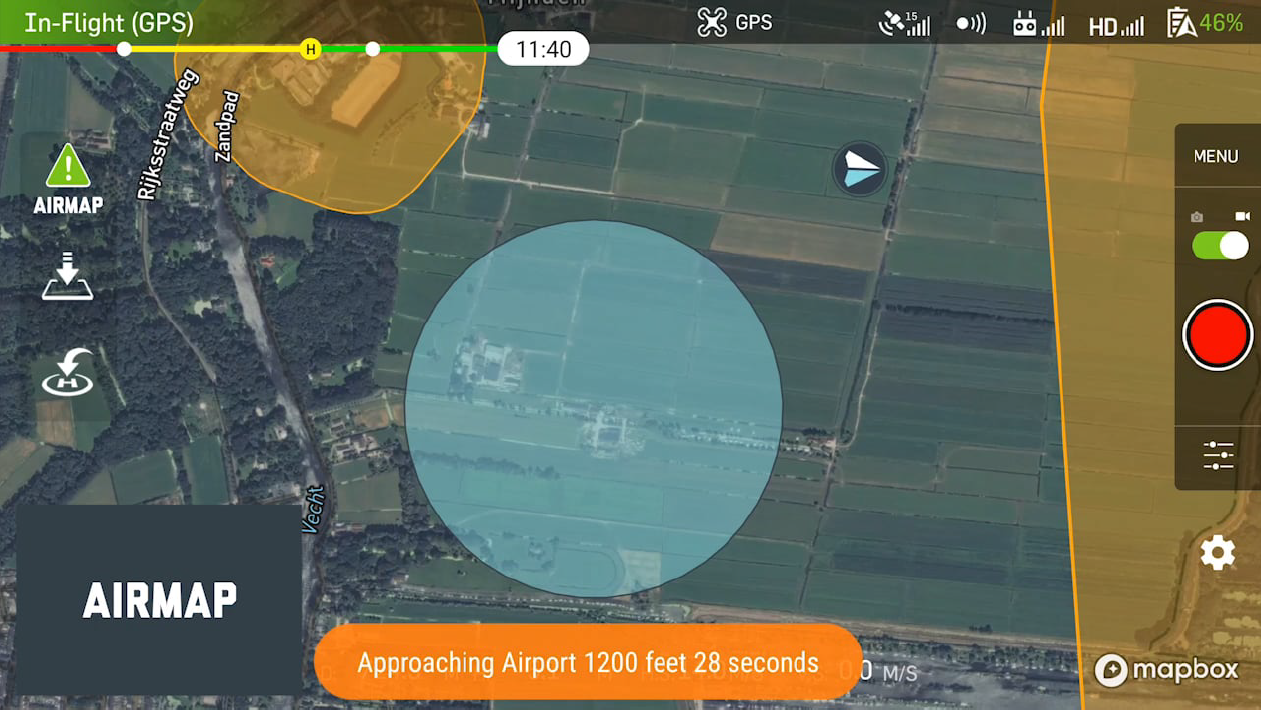 In-Flight (GPS)
GPS
15
HD
46%
H
11:40
Rijksstraatweg
Zandpad
AIRMAP
MENU
H
Vecht
AIRMAP
Approaching Airport 1200 feet 28 seconds
0 M/S
mapbox